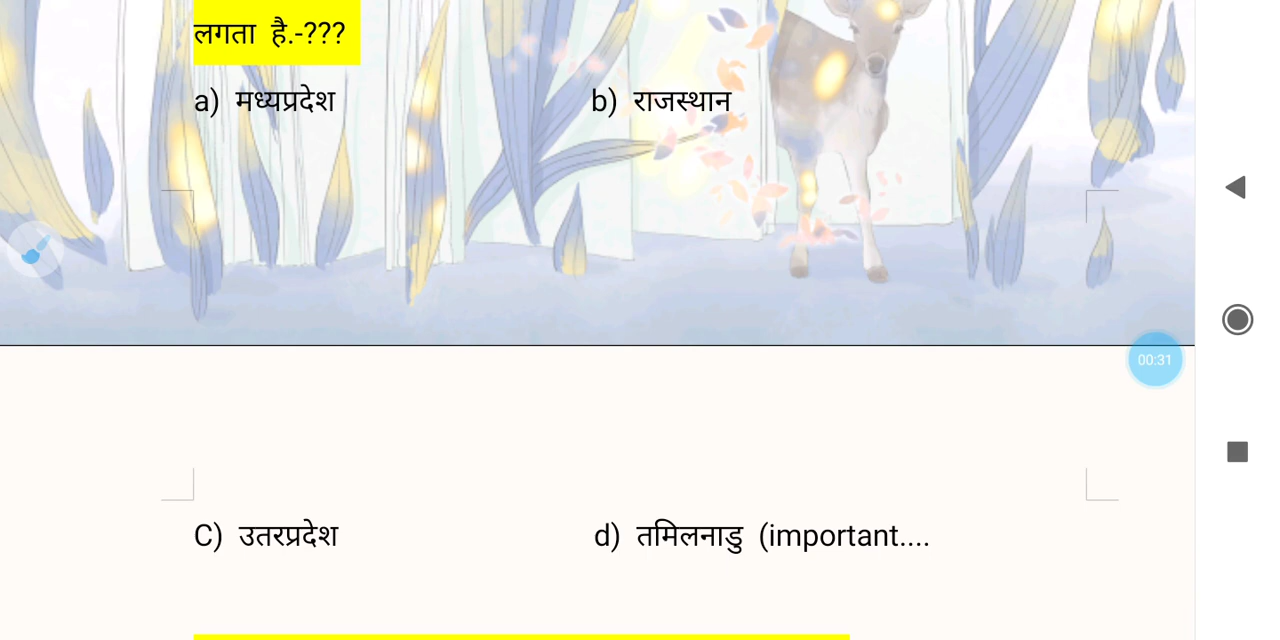 लगता है.-???
a) मध्यप्रदेश b) राजस्थान
00:31
C) उतरप्रदेश d) तमिलनाडु (important....